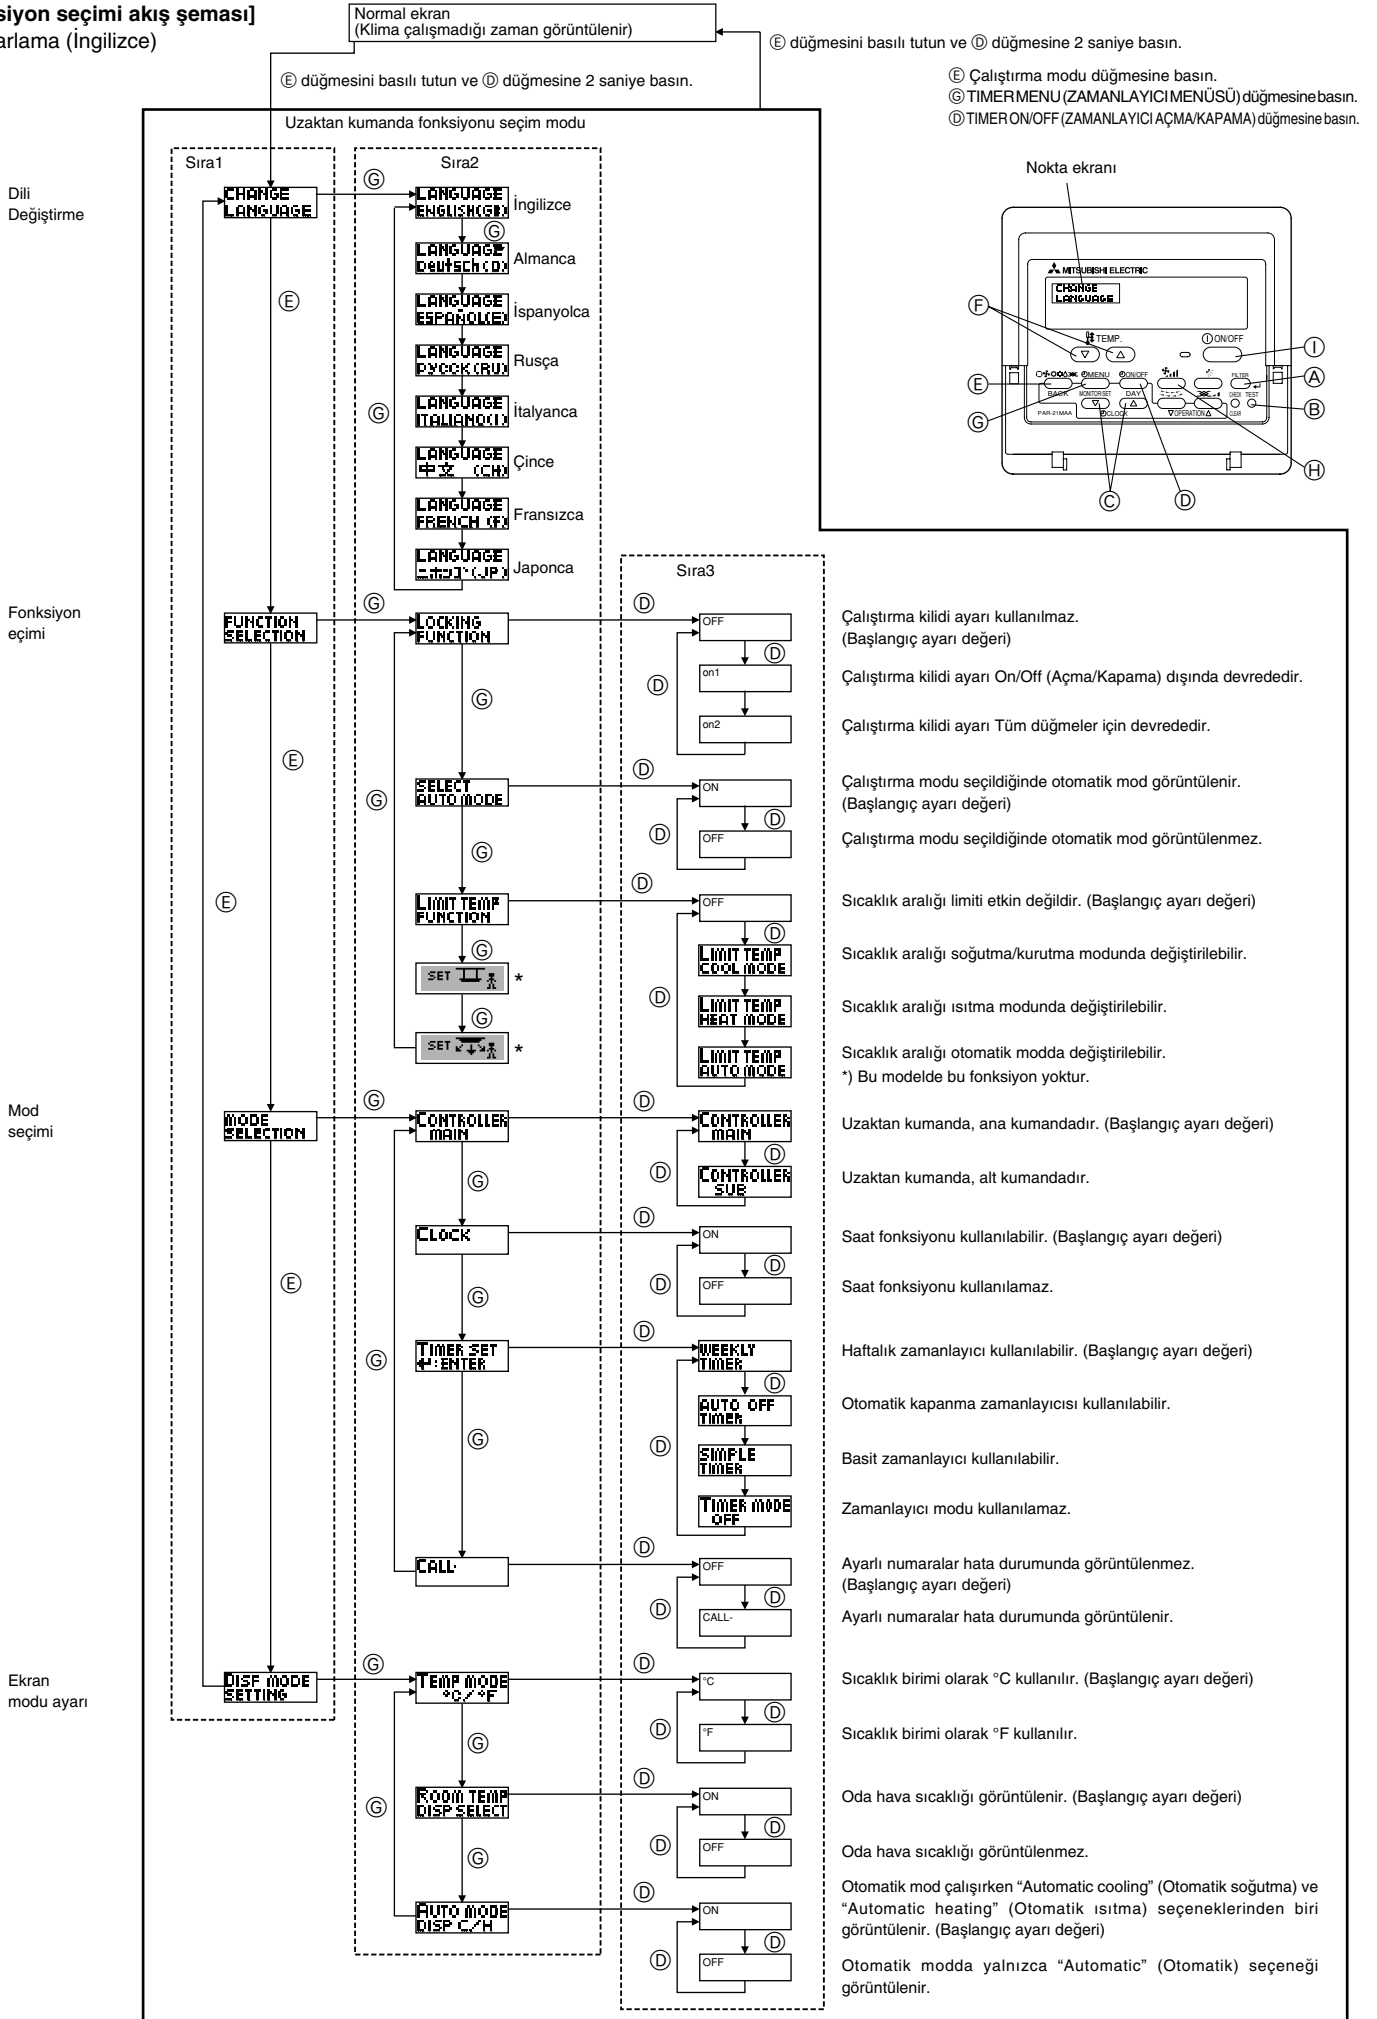 siyon seçimi akış şeması]
arlama (İngilizce)
Normal ekran
(Klima çalışmadığı zaman görüntülenir)
Ⓔ düğmesini basılı tutun ve Ⓓ düğmesine 2 saniye basın.
Ⓔ düğmesini basılı tutun ve Ⓓ düğmesine 2 saniye basın.
Ⓔ Çalıştırma modu düğmesine basın.
Ⓖ TIMER MENU (ZAMANLAYICI MENÜSÜ) düğmesine basın.
Ⓓ TIMER ON/OFF (ZAMANLAYICI AÇMA/KAPAMA) düğmesine basın.
Uzaktan kumanda fonksiyonu seçim modu
Sıra1
Sıra2
Nokta ekranı
MITSUBISHI ELECTRIC
CHANGE
LANGUAGE
TEMP.
ON/OFF
MENU
ON/OFF
FILTER
BACK
MONITOR/SET
DAY
CHECK TEST
PAR-21MAA
CLOCK
OPERATION
CLEAR
Ⓕ
Ⓔ
Ⓖ
Ⓘ
Ⓐ
Ⓑ
Ⓗ
Ⓒ
Ⓓ
Dili
Değiştirme
CHANGE
LANGUAGE
Ⓖ
LANGUAGE
ENGLISH(GB)
İngilizce
Ⓖ
LANGUAGE
Deutsch(D)
Almanca
Ⓔ
LANGUAGE
ESPAÑOL(E)
İspanyolca
LANGUAGE
РУССК(RU)
Rusça
Ⓖ
LANGUAGE
ITALIANO(I)
İtalyanca
LANGUAGE
中文 (CH)
Çince
LANGUAGE
FRENCH (F)
Fransızca
LANGUAGE
ニホンゴ(JP)
Japonca
Sıra3
Fonksiyon
eçimi
FUNCTION
SELECTION
Ⓖ
LOCKING
FUNCTION
Ⓓ
OFF
Çalıştırma kilidi ayarı kullanılmaz.
(Başlangıç ayarı değeri)
Ⓓ
on1
Çalıştırma kilidi ayarı On/Off (Açma/Kapama) dışında devrededir.
Ⓓ
Ⓖ
on2
Çalıştırma kilidi ayarı Tüm düğmeler için devrededir.
Ⓔ
Ⓓ
SELECT
AUTO MODE
ON
Çalıştırma modu seçildiğinde otomatik mod görüntülenir.
(Başlangıç ayarı değeri)
Ⓖ
Ⓓ
Ⓓ
OFF
Çalıştırma modu seçildiğinde otomatik mod görüntülenmez.
Ⓖ
Ⓓ
Ⓔ
LIMIT TEMP
FUNCTION
OFF
Sıcaklık aralığı limiti etkin değildir. (Başlangıç ayarı değeri)
Ⓓ
Ⓖ
LIMIT TEMP
COOL MODE
Sıcaklık aralığı soğutma/kurutma modunda değiştirilebilir.
SET
*
Ⓓ
LIMIT TEMP
HEAT MODE
Sıcaklık aralığı ısıtma modunda değiştirilebilir.
Ⓖ
SET
*
LIMIT TEMP
AUTO MODE
Sıcaklık aralığı otomatik modda değiştirilebilir.
*) Bu modelde bu fonksiyon yoktur.
Mod
seçimi
MODE
SELECTION
Ⓖ
CONTROLLER
MAIN
Ⓓ
CONTROLLER
MAIN
Uzaktan kumanda, ana kumandadır. (Başlangıç ayarı değeri)
Ⓓ
Ⓓ
Ⓖ
CONTROLLER
SUB
Uzaktan kumanda, alt kumandadır.
Ⓓ
CLOCK
ON
Saat fonksiyonu kullanılabilir. (Başlangıç ayarı değeri)
Ⓓ
Ⓔ
Ⓓ
OFF
Saat fonksiyonu kullanılamaz.
Ⓖ
Ⓓ
Ⓖ
TIMER SET
↵:ENTER
WEEKLY
TIMER
Haftalık zamanlayıcı kullanılabilir. (Başlangıç ayarı değeri)
Ⓓ
AUTO OFF
TIMER
Otomatik kapanma zamanlayıcısı kullanılabilir.
Ⓖ
Ⓓ
SIMPLE
TIMER
Basit zamanlayıcı kullanılabilir.
TIMER MODE
OFF
Zamanlayıcı modu kullanılamaz.
Ⓓ
CALL-
OFF
Ayarlı numaralar hata durumunda görüntülenmez.
(Başlangıç ayarı değeri)
Ⓓ
Ⓓ
CALL-
Ayarlı numaralar hata durumunda görüntülenir.
Ekran
modu ayarı
DISP MODE
SETTING
Ⓖ
TEMP MODE
°C/°F
Ⓓ
°C
Sıcaklık birimi olarak °C kullanılır. (Başlangıç ayarı değeri)
Ⓓ
Ⓓ
°F
Sıcaklık birimi olarak °F kullanılır.
Ⓖ
Ⓓ
Ⓖ
ROOM TEMP
DISP SELECT
ON
Oda hava sıcaklığı görüntülenir. (Başlangıç ayarı değeri)
Ⓓ
Ⓓ
OFF
Oda hava sıcaklığı görüntülenmez.
Ⓖ
Ⓓ
AUTO MODE
DISP C/H
ON
Otomatik mod çalışırken “Automatic cooling” (Otomatik soğutma) ve
“Automatic heating” (Otomatik ısıtma) seçeneklerinden biri
görüntülenir. (Başlangıç ayarı değeri)
Ⓓ
Ⓓ
OFF
Otomatik modda yalnızca “Automatic” (Otomatik) seçeneği
görüntülenir.